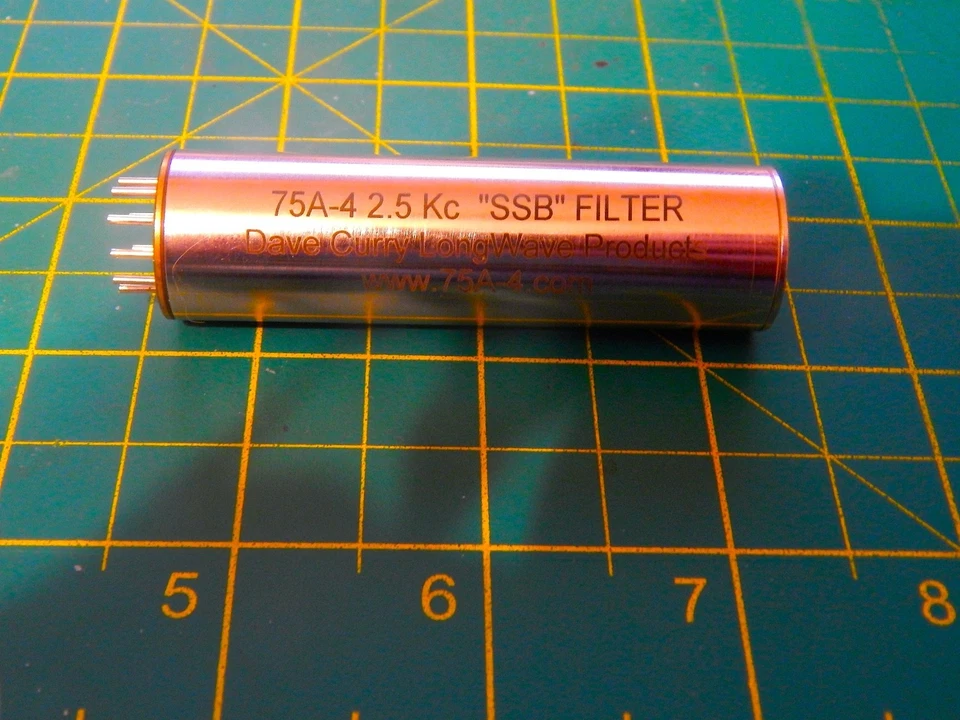 75A-4 2.5 Kc "SSB" FILTER
Dave Curry LongWave Products
www.75A-4.com
5 6 7 8